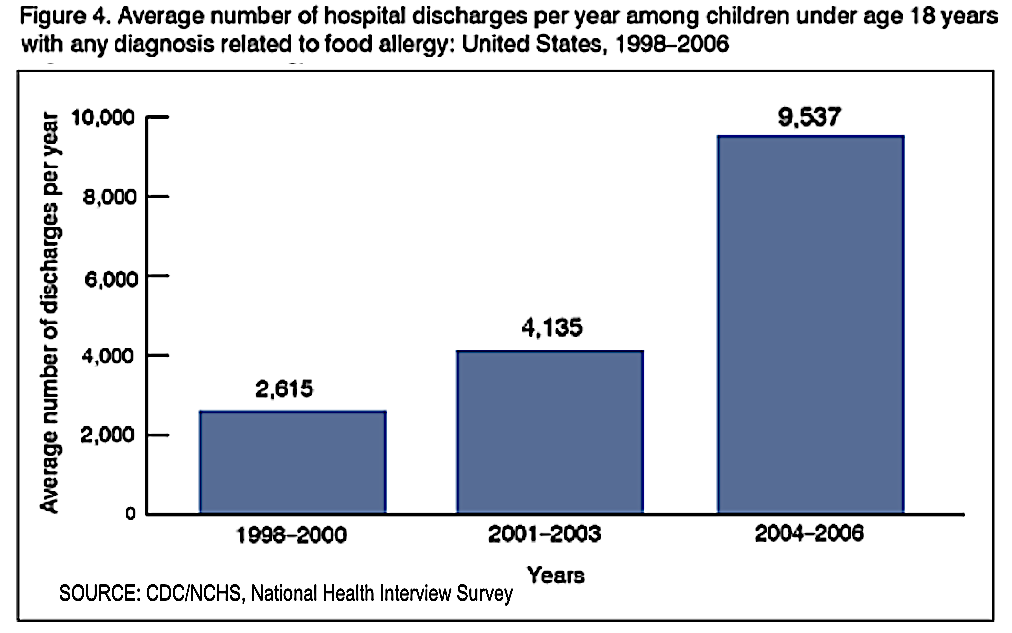 Figure 4. Average number of hospital discharges per year among children under age 18 years
with any diagnosis related to food allergy: United States, 1998–2006
Average number of discharges per year
10,000
8,000
6,000
4,000
2,000
0
2,615
4,135
9,537
1998–2000
2001–2003
2004–2006
Years
SOURCE: CDC/NCHS, National Health Interview Survey